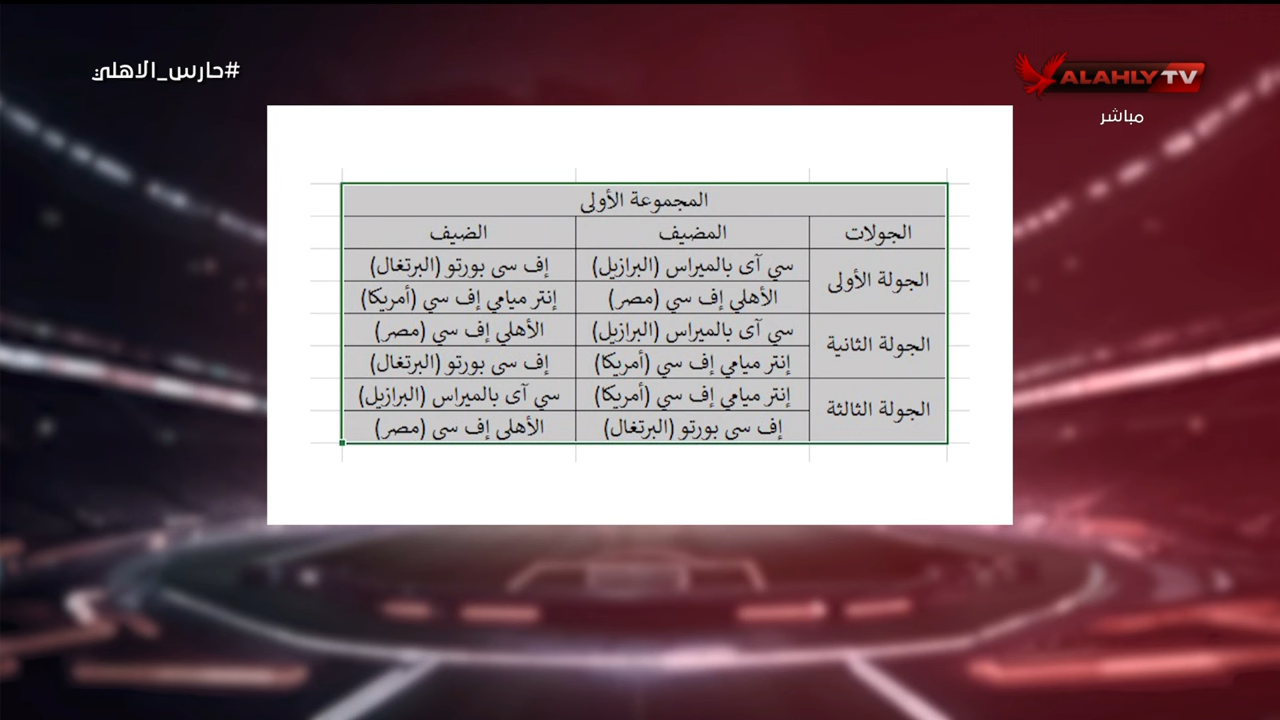 #حارس_الاهلي
ALAHLY TV
مباشر
المجموعة الأولى
الجولات المضيف الضيف
الجولة الأولى
سي آى بالميراس (البرازيل) إف سى بورتو (البرتغال)
الأهلي إف سي (مصر) إنتر ميامي إف سي (أمريكا)
الجولة الثانية
سي آى بالميراس (البرازيل) الأهلي إف سي (مصر)
إنتر ميامي إف سي (أمريكا) إف سى بورتو (البرتغال)
الجولة الثالثة
إنتر ميامي إف سي (أمريكا) سي آى بالميراس (البرازيل)
إف سى بورتو (البرتغال) الأهلي إف سي (مصر)